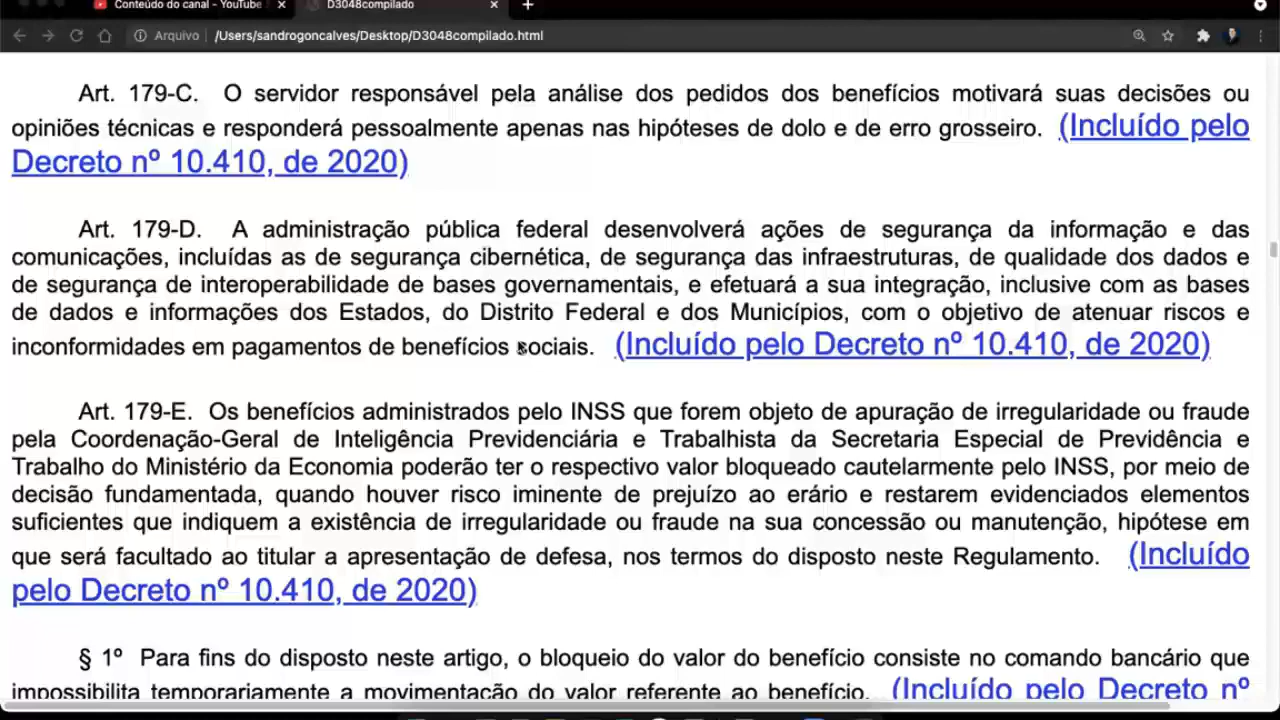 Conteúdo do canal - YouTube
D3048compilado
Arquivo /Users/sandrogoncalves/Desktop/D3048compilado.html
Art. 179-C. O servidor responsável pela análise dos pedidos dos benefícios motivará suas decisões ou
opiniões técnicas e responderá pessoalmente apenas nas hipóteses de dolo e de erro grosseiro. (Incluído pelo
Decreto nº 10.410, de 2020)
Art. 179-D. A administração pública federal desenvolverá ações de segurança da informação e das
comunicações, incluídas as de segurança cibernética, de segurança das infraestruturas, de qualidade dos dados e
de segurança de interoperabilidade de bases governamentais, e efetuará a sua integração, inclusive com as bases
de dados e informações dos Estados, do Distrito Federal e dos Municípios, com o objetivo de atenuar riscos e
inconformidades em pagamentos de benefícios sociais. (Incluído pelo Decreto nº 10.410, de 2020)
Art. 179-E. Os benefícios administrados pelo INSS que forem objeto de apuração de irregularidade ou fraude
pela Coordenação-Geral de Inteligência Previdenciária e Trabalhista da Secretaria Especial de Previdência e
Trabalho do Ministério da Economia poderão ter o respectivo valor bloqueado cautelarmente pelo INSS, por meio de
decisão fundamentada, quando houver risco iminente de prejuízo ao erário e restarem evidenciados elementos
suficientes que indiquem a existência de irregularidade ou fraude na sua concessão ou manutenção, hipótese em
que será facultado ao titular a apresentação de defesa, nos termos do disposto neste Regulamento. (Incluído
pelo Decreto nº 10.410, de 2020)
§ 1º Para fins do disposto neste artigo, o bloqueio do valor do benefício consiste no comando bancário que
impossibilita temporariamente a movimentação do valor referente ao benefício. (Incluído pelo Decreto nº